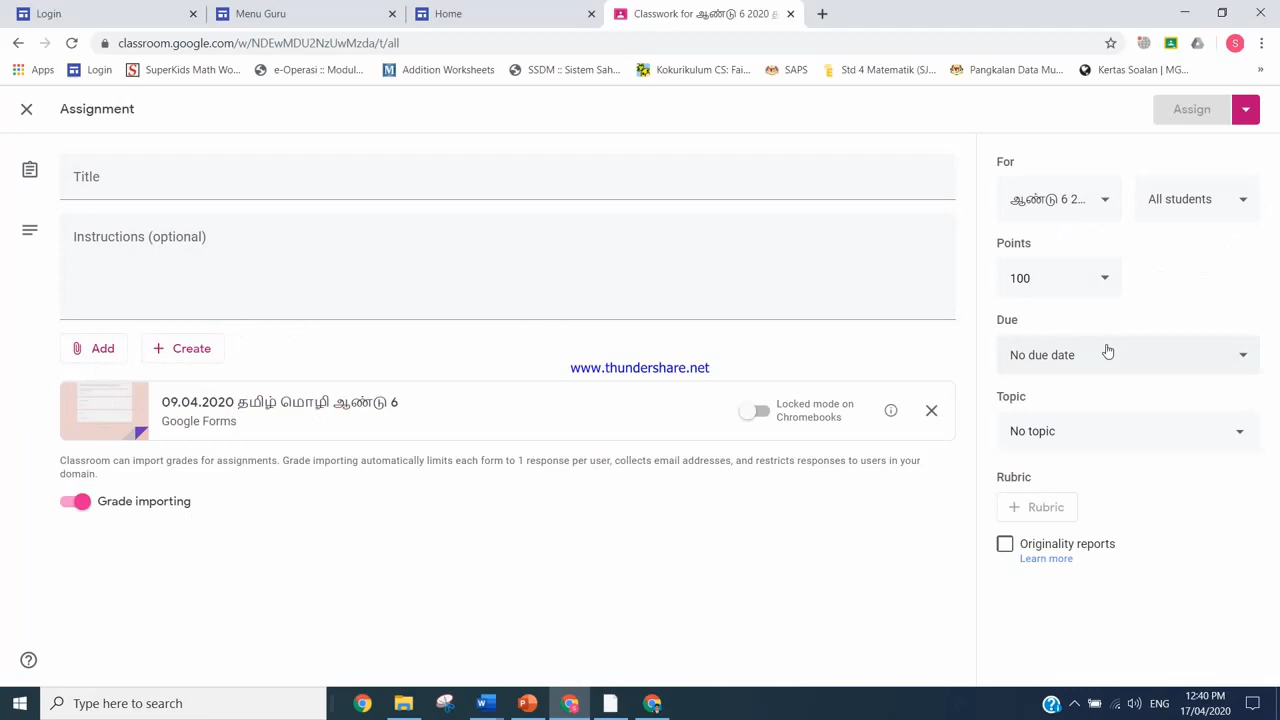 Login
Menu Guru
Home
Classwork for ஆண்டு 6 2020 த
classroom.google.com/w/NDEwMDU2NzUwMzda/t/all
S
Apps
Login
SuperKids Math Wo...
e-Operasi :: Modul...
Addition Worksheets
SSDM :: Sistem Sah...
Kokurikulum CS: Fai...
SAPS
Std 4 Matematik (SJ...
Pangkalan Data Mu...
Kertas Soalan | MG...
Assignment
Assign
Title
Instructions (optional)
Add
Create
www.thundershare.net
09.04.2020 தமிழ் மொழி ஆண்டு 6
Google Forms
Locked mode on
Chromebooks
Classroom can import grades for assignments. Grade importing automatically limits each form to 1 response per user, collects email addresses, and restricts responses to users in your
domain.
Grade importing
For
ஆண்டு 6 2...
All students
Points
100
Due
No due date
Topic
No topic
Rubric
Rubric
Originality reports
Learn more
Type here to search
ENG
12:40 PM
17/04/2020